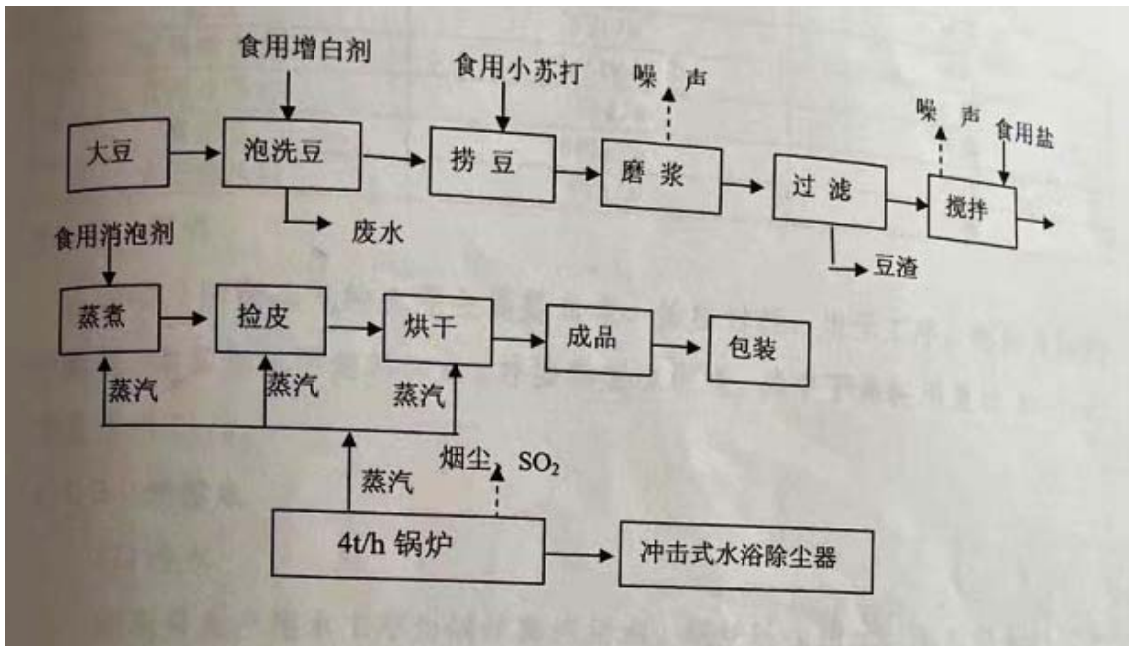 食用增白剂
食用小苏打
噪 声
噪 声
食用盐
大豆
泡洗豆
捞 豆
磨 浆
过 滤
搅拌
废水
豆渣
食用消泡剂
蒸煮
捡皮
烘干
成品
包装
蒸汽
蒸汽
蒸汽
蒸汽
烟尘、SO₂
4t/h 锅炉
冲击式水浴除尘器